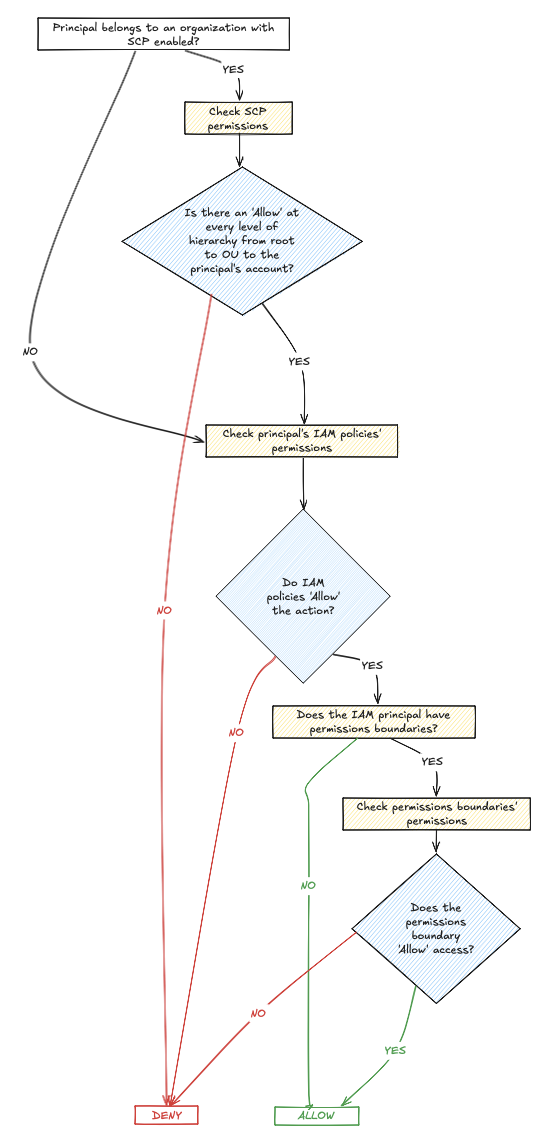 Principal belongs to an organization with
SCP enabled?
YES
Check SCP
permissions
Is there an 'Allow' at
every level of
hierarchy from root
to OU to the
principal's account?
NO
YES
Check principal's IAM policies'
permissions
Do IAM
policies 'Allow'
the action?
NO
YES
Does the IAM principal have
permissions boundaries?
NO
YES
Check permissions boundaries'
permissions
NO
Does the
permissions
boundary
'Allow' access?
NO
YES
DENY
ALLOW